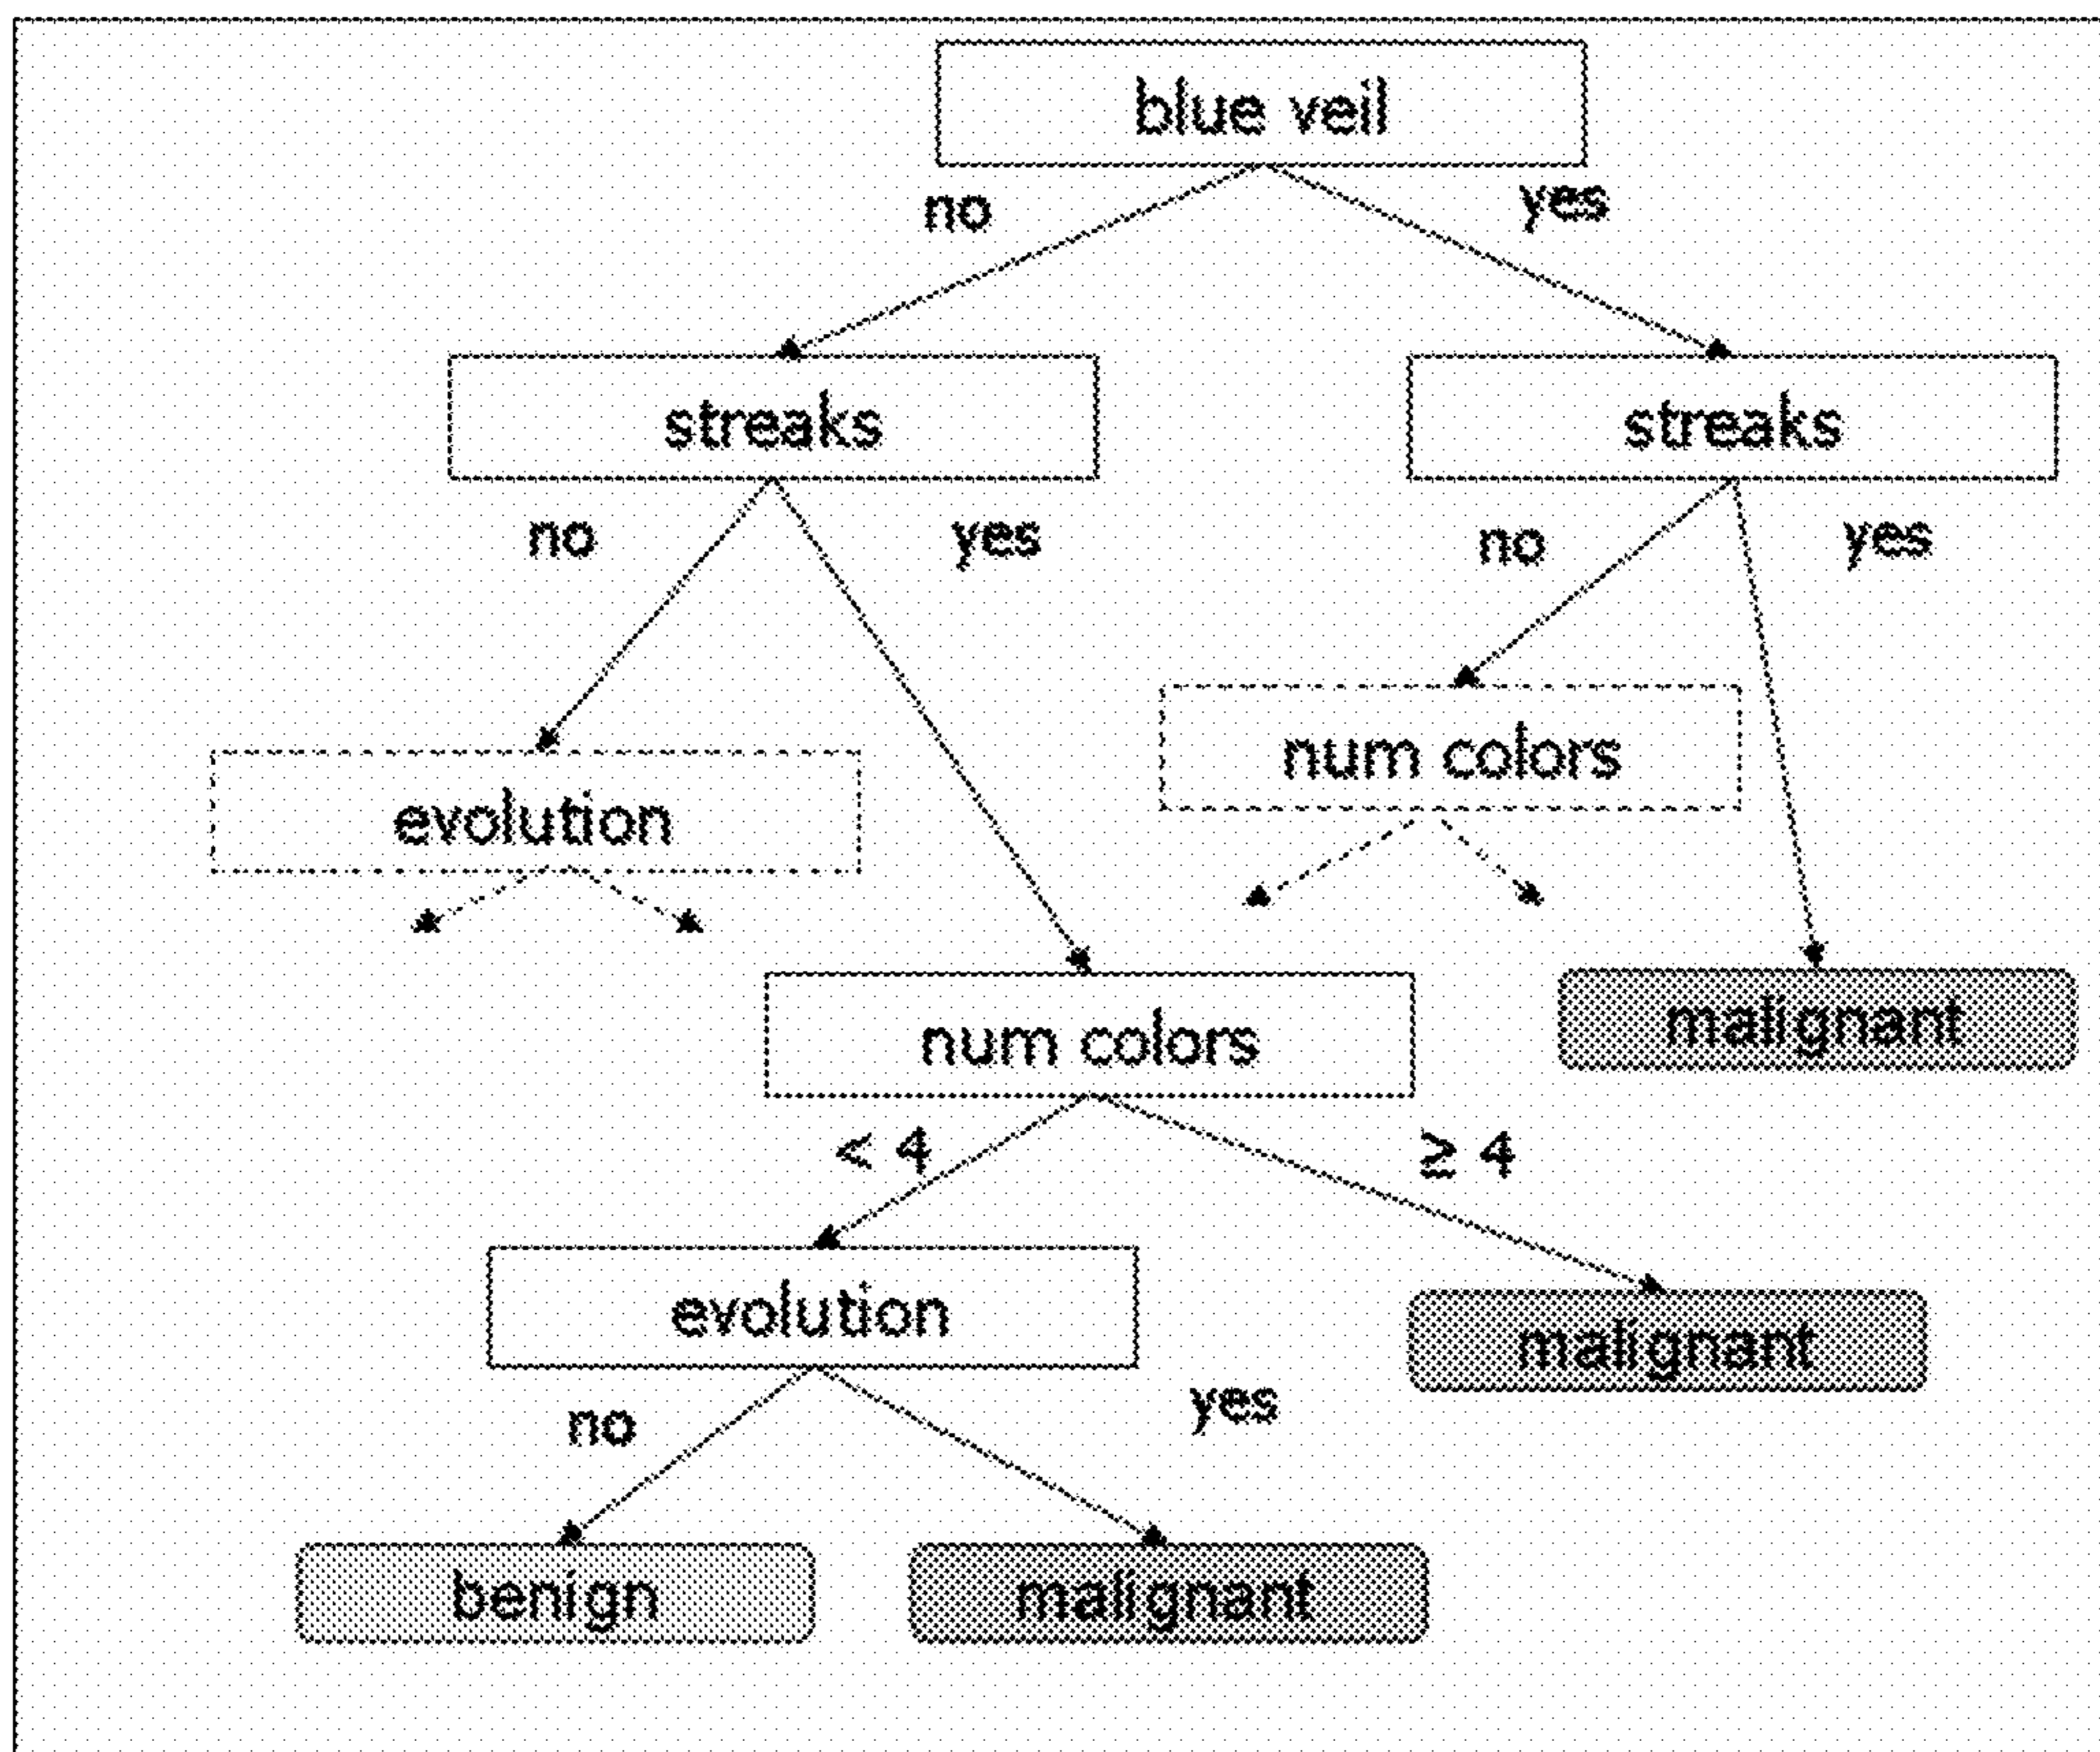 blue veil
no
yes
streaks
streaks
no
yes
no
yes
num colors
evolution
num colors
malignant
< 4
≥ 4
evolution
malignant
no
yes
benign
malignant